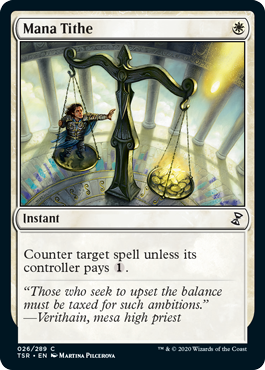 Mana Tithe
Instant
Counter target spell unless its
controller pays 1.
“Those who seek to upset the balance
must be taxed for such ambitions.”
—Verithain, mesa high priest
026/289 C
TSR • EN Martina Pilcerova
™ & © 2020 Wizards of the Coast